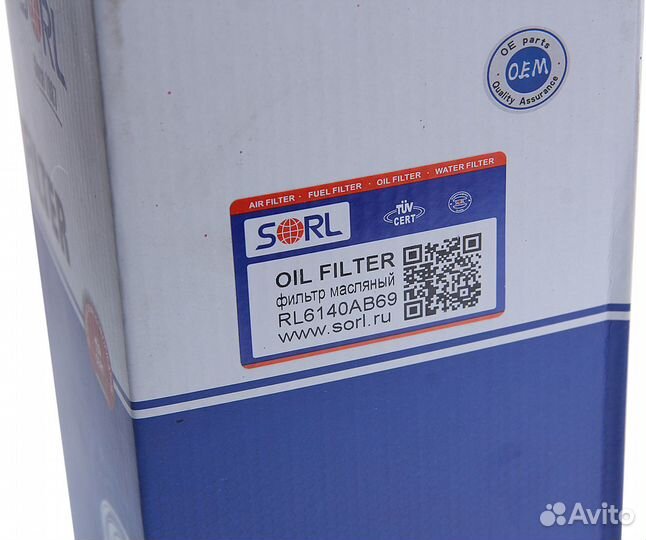 SORL
OE parts
OEM
Quality Assurance
AIR FILTER · FUEL FILTER · OIL FILTER · WATER FILTER
SORL
TÜV
CERT
OIL FILTER
фильтр масляный
RL6140AB69
www.sorl.ru
Avito